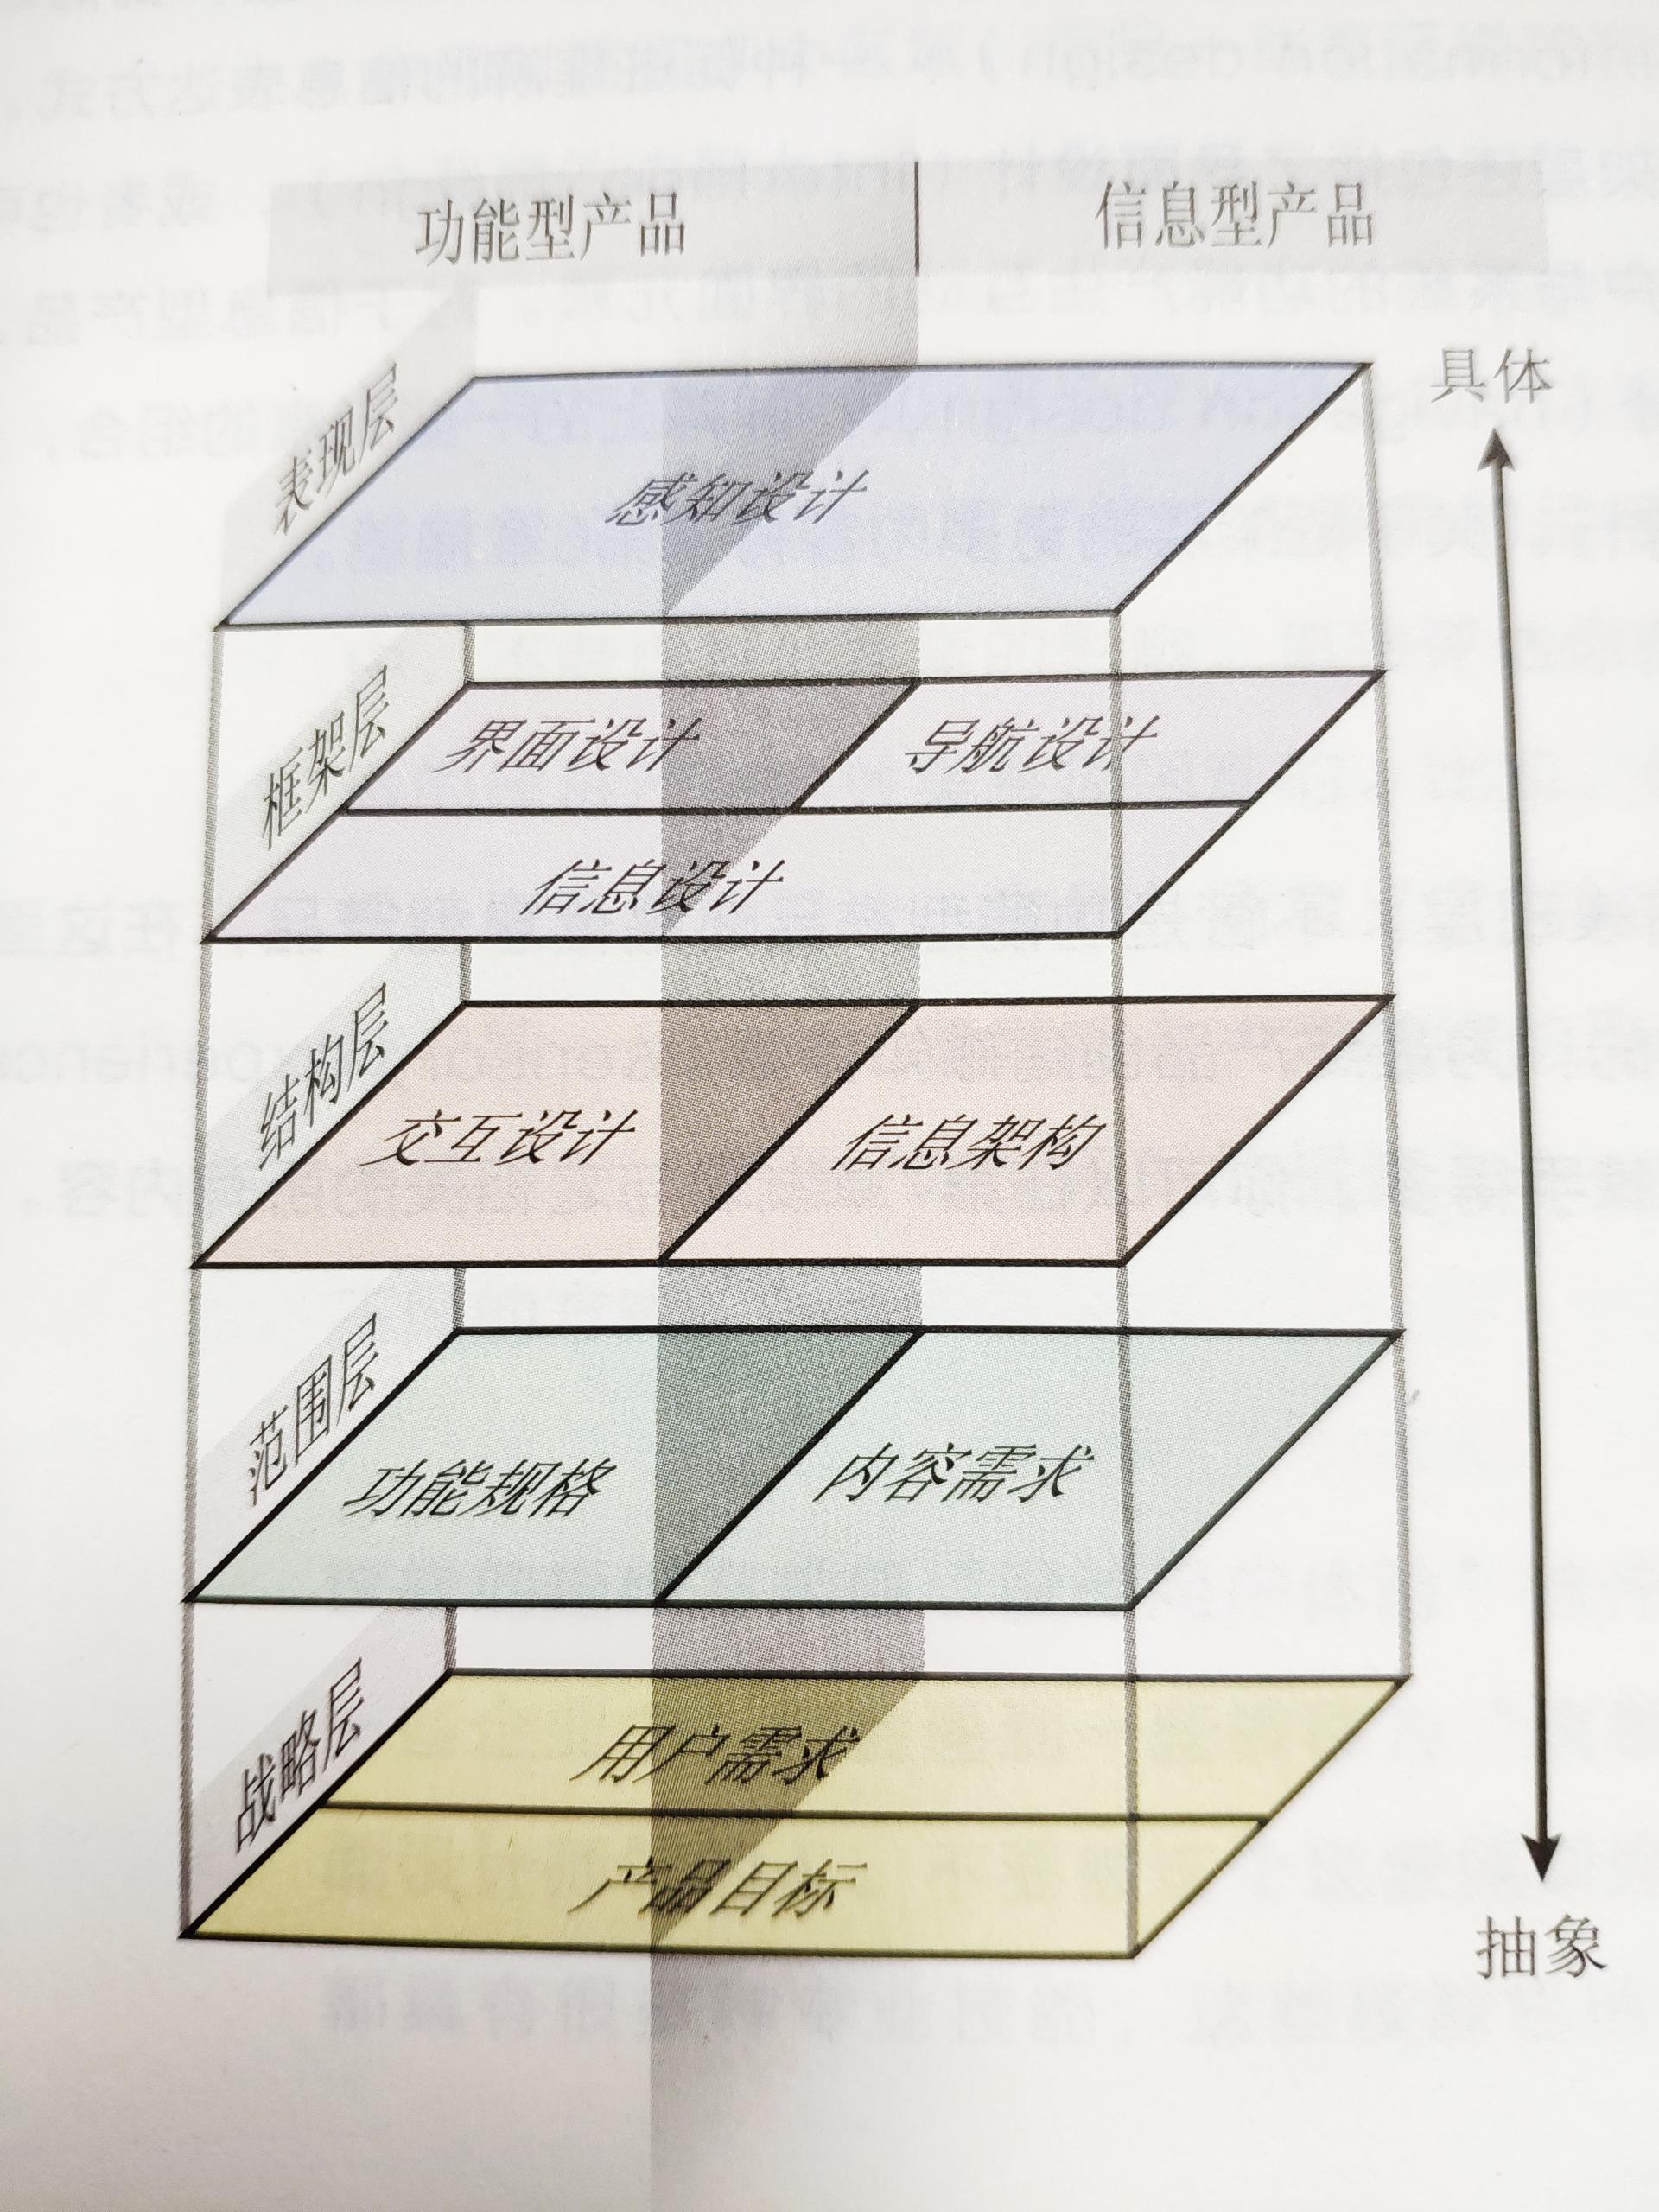 功能型产品
信息型产品
具体
表现层
感知设计
框架层
界面设计
导航设计
信息设计
结构层
交互设计
信息架构
范围层
功能规格
内容需求
战略层
用户需求
产品目标
抽象